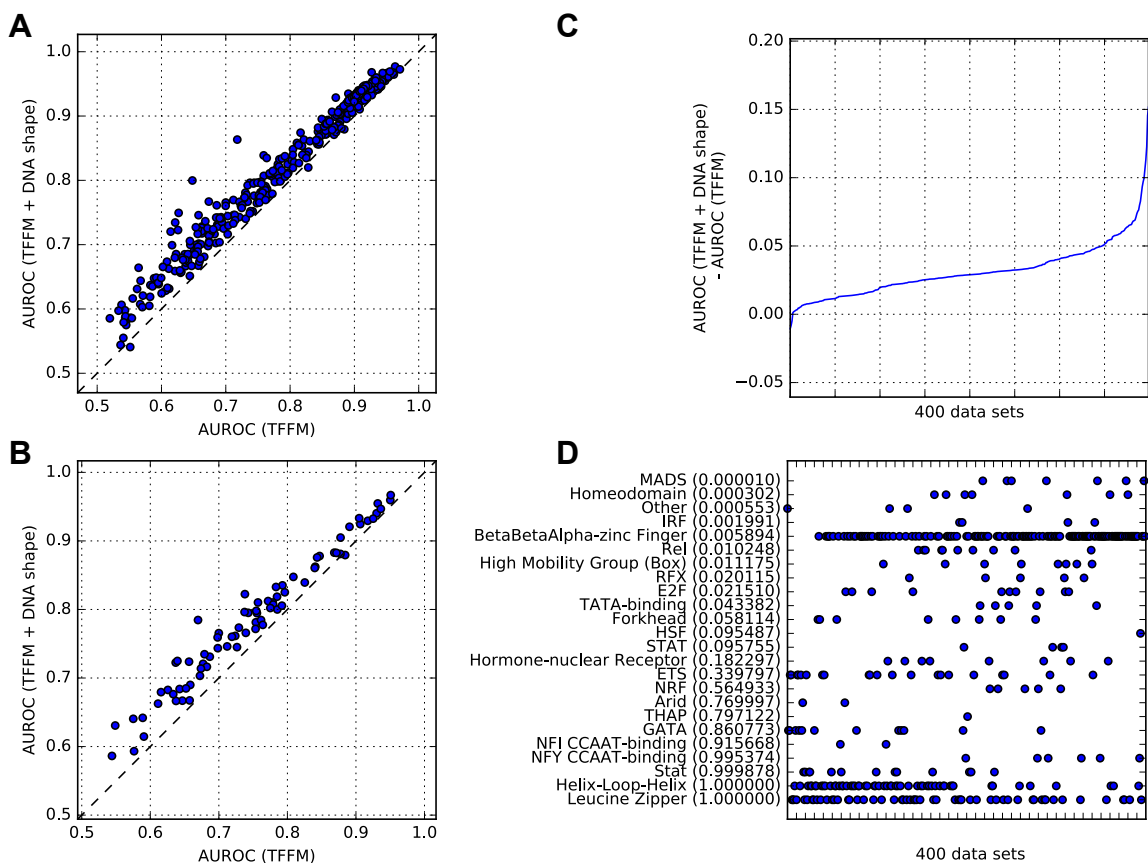 A
1.0
0.9
0.8
0.7
0.6
0.5
0.5 0.6 0.7 0.8 0.9 1.0
AUROC (TFFM)
AUROC (TFFM + DNA shape)
B
1.0
0.9
0.8
0.7
0.6
0.5
0.5 0.6 0.7 0.8 0.9 1.0
AUROC (TFFM)
AUROC (TFFM + DNA shape)
C
0.20
0.15
0.10
0.05
0.00
−0.05
AUROC (TFFM + DNA shape)
- AUROC (TFFM)
400 data sets
D
MADS (0.000010)
Homeodomain (0.000302)
Other (0.000553)
IRF (0.001991)
BetaBetaAlpha-zinc Finger (0.005894)
Rel (0.010248)
High Mobility Group (Box) (0.011175)
RFX (0.020115)
E2F (0.021510)
TATA-binding (0.043382)
Forkhead (0.058114)
HSF (0.095487)
STAT (0.095755)
Hormone-nuclear Receptor (0.182297)
ETS (0.339797)
NRF (0.564933)
Arid (0.769997)
THAP (0.797122)
GATA (0.860773)
NFI CCAAT-binding (0.915668)
NFY CCAAT-binding (0.995374)
Stat (0.999878)
Helix-Loop-Helix (1.000000)
Leucine Zipper (1.000000)
400 data sets